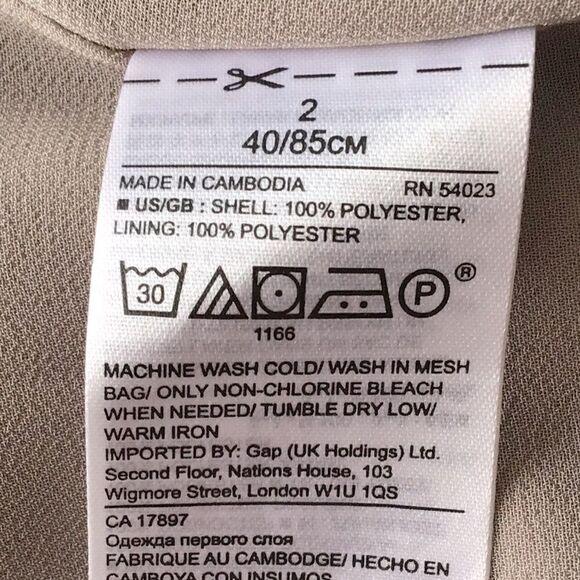 2
40/85CM
MADE IN CAMBODIA RN 54023
■ US/GB : SHELL: 100% POLYESTER,
LINING: 100% POLYESTER
30 P ®
1166
MACHINE WASH COLD/ WASH IN MESH
BAG/ ONLY NON-CHLORINE BLEACH
WHEN NEEDED/ TUMBLE DRY LOW/
WARM IRON
IMPORTED BY: Gap (UK Holdings) Ltd.
Second Floor, Nations House, 103
Wigmore Street, London W1U 1QS
CA 17897
Одежда первого слоя
FABRIQUE AU CAMBODGE/ HECHO EN
CAMBOYA CON INSUMOS